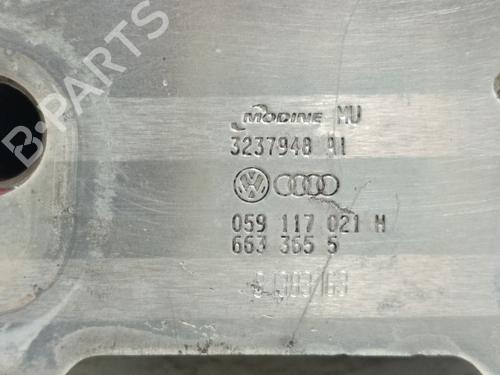 MODINE MU
3237948 A1
059 117 021 H
663 365 5
B-PARTS